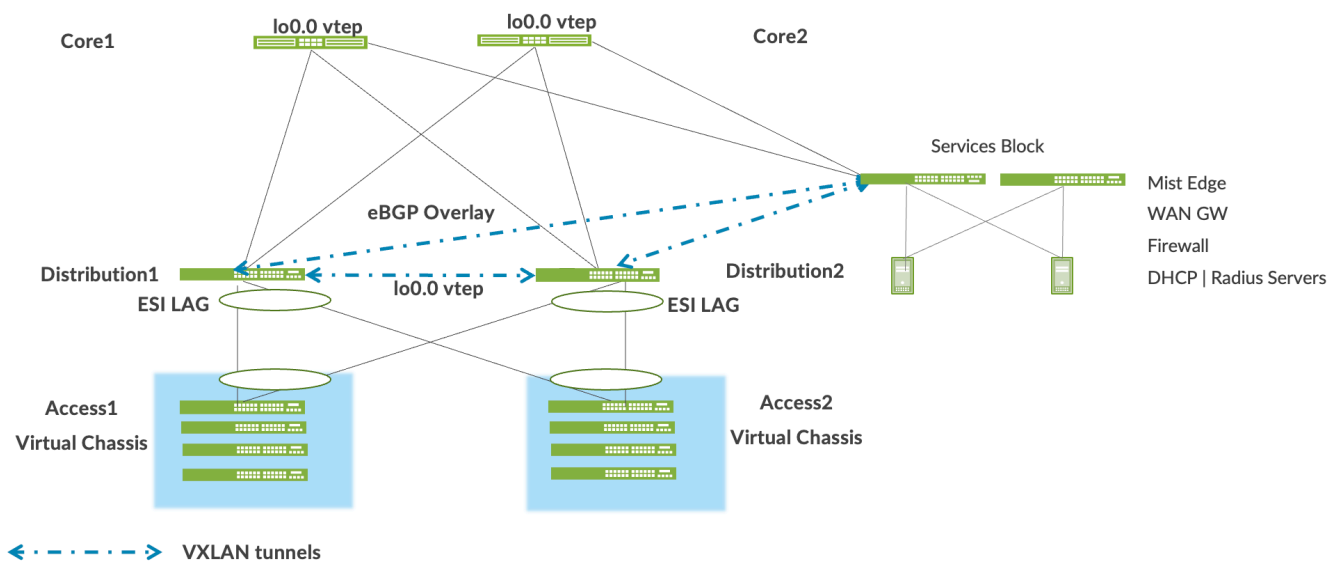 lo0.0 vtep
lo0.0 vtep
Core1
Core2
Services Block
Mist Edge
WAN GW
Firewall
DHCP | Radius Servers
eBGP Overlay
Distribution1
Distribution2
lo0.0 vtep
ESI LAG
ESI LAG
Access1
Virtual Chassis
Access2
Virtual Chassis
VXLAN tunnels